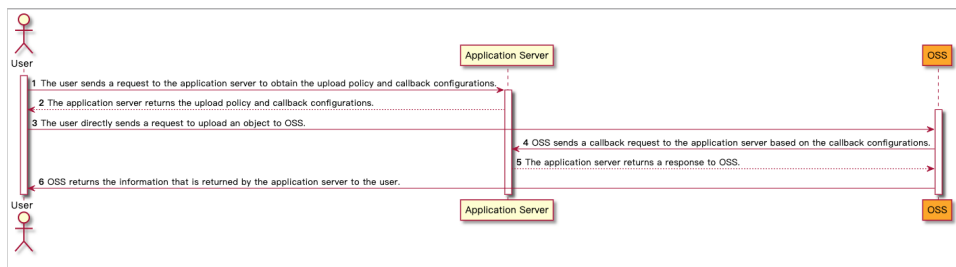 User
Application Server
OSS
1 The user sends a request to the application server to obtain the upload policy and callback configurations.
2 The application server returns the upload policy and callback configurations.
3 The user directly sends a request to upload an object to OSS.
4 OSS sends a callback request to the application server based on the callback configurations.
5 The application server returns a response to OSS.
6 OSS returns the information that is returned by the application server to the user.
User
Application Server
OSS